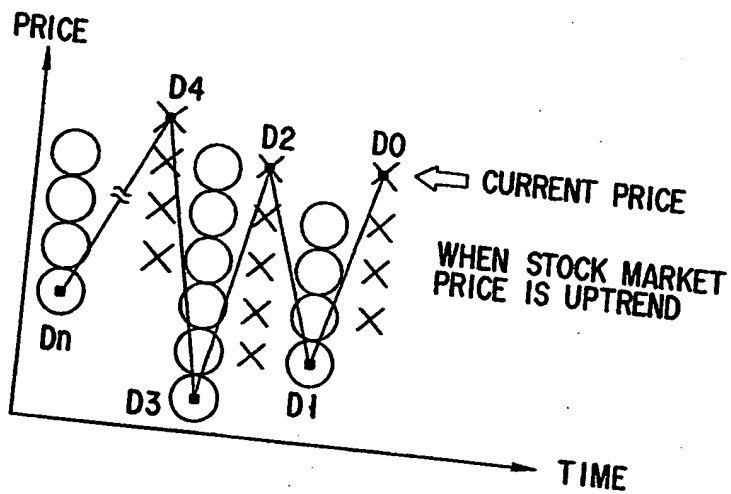 PRICE
D4
D2
D0
CURRENT PRICE
WHEN STOCK MARKET
PRICE IS UPTREND
Dn
D3
D1
TIME